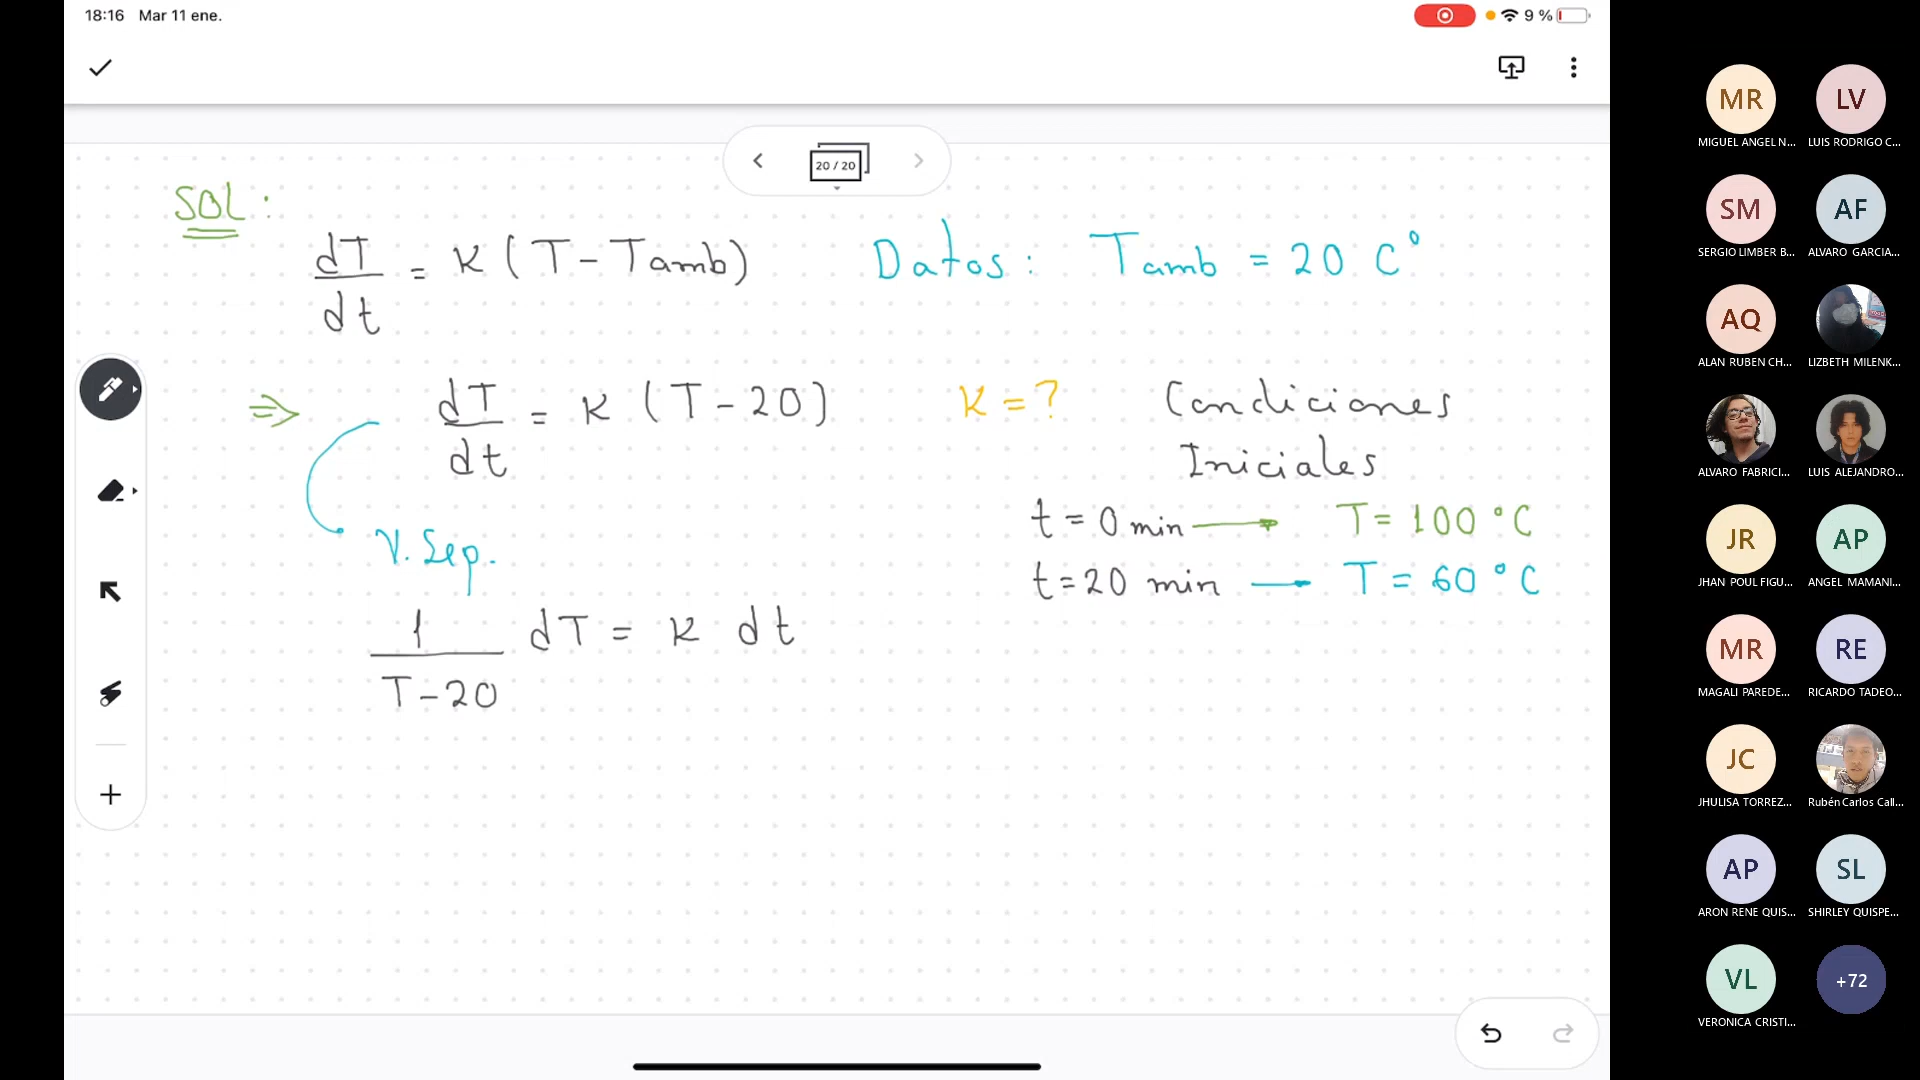 18:16 Mar 11 ene.
9 %
20 / 20
SOL :
dT/dt = K (T - Tamb) Datos : Tamb = 20 C°
⇒ dT/dt = K (T - 20) K = ? Condiciones
Iniciales
t = 0 min → T = 100 °C
V. Sep.
t = 20 min → T = 60 °C
1/(T - 20) dT = K dt
MR LV
MIGUEL ANGEL N... LUIS RODRIGO C...
SM AF
SERGIO LIMBER B... ALVARO GARCIA...
AQ
ALAN RUBEN CH... LIZBETH MILENK...
ALVARO FABRICI... LUIS ALEJANDRO...
JR AP
JHAN POUL FIGU... ANGEL MAMANI...
MR RE
MAGALI PAREDE... RICARDO TADEO...
JC
JHULISA TORREZ... Rubén Carlos Call...
AP SL
ARON RENE QUIS... SHIRLEY QUISPE...
VL +72
VERONICA CRISTI...